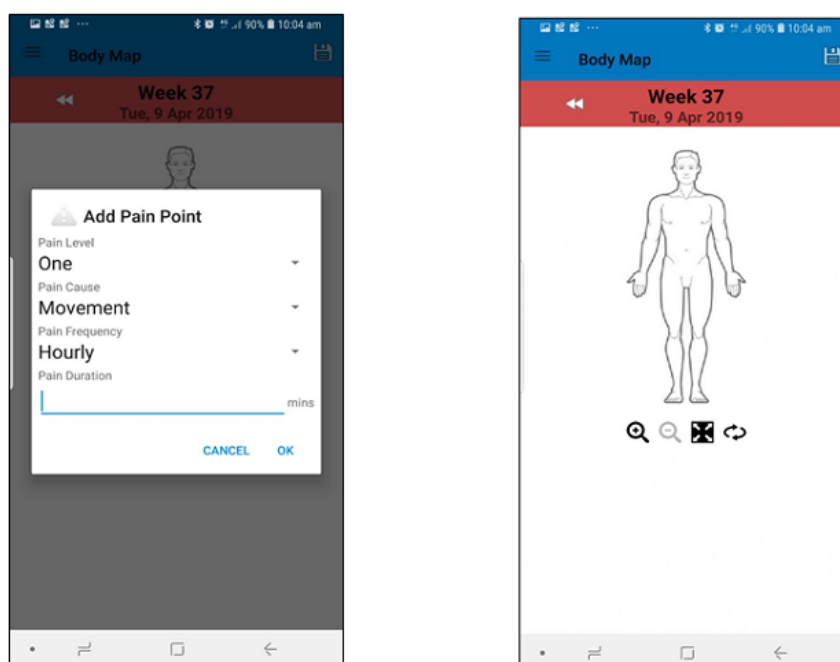 90% 10:04 am
Body Map
Week 37
Tue, 9 Apr 2019
Add Pain Point
Pain Level
One
Pain Cause
Movement
Pain Frequency
Hourly
Pain Duration
mins
CANCEL OK
90% 10:04 am
Body Map
Week 37
Tue, 9 Apr 2019